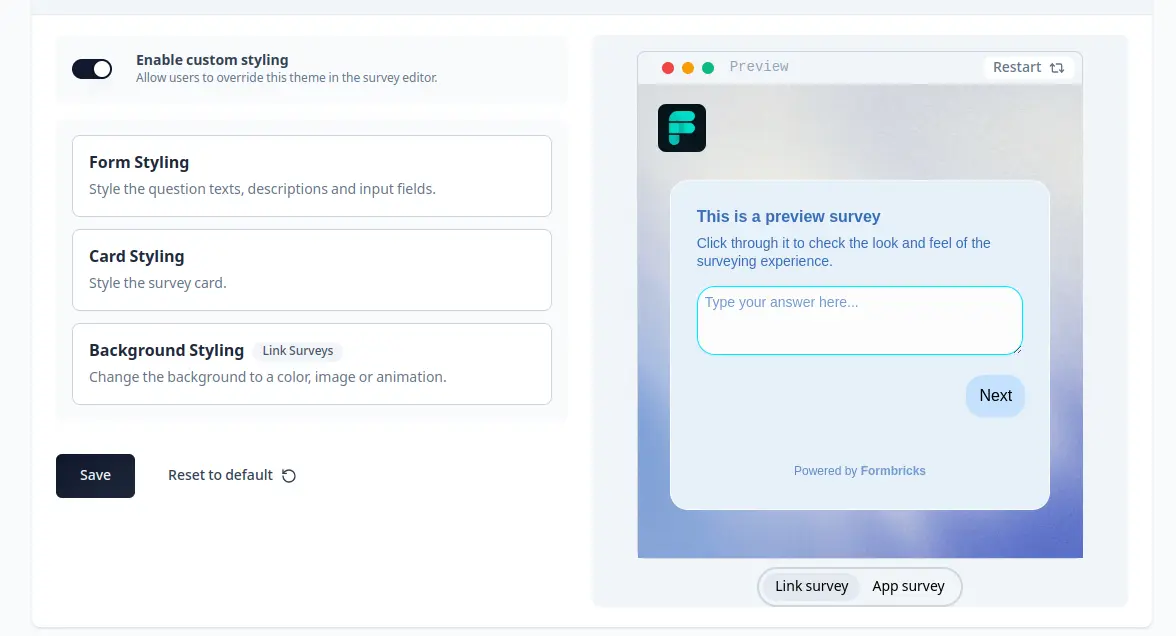 Enable custom styling
Allow users to override this theme in the survey editor.
Form Styling
Style the question texts, descriptions and input fields.
Card Styling
Style the survey card.
Background Styling Link Surveys
Change the background to a color, image or animation.
Save Reset to default
Preview Restart
This is a preview survey
Click through it to check the look and feel of the
surveying experience.
Type your answer here...
Next
Powered by Formbricks
Link survey App survey